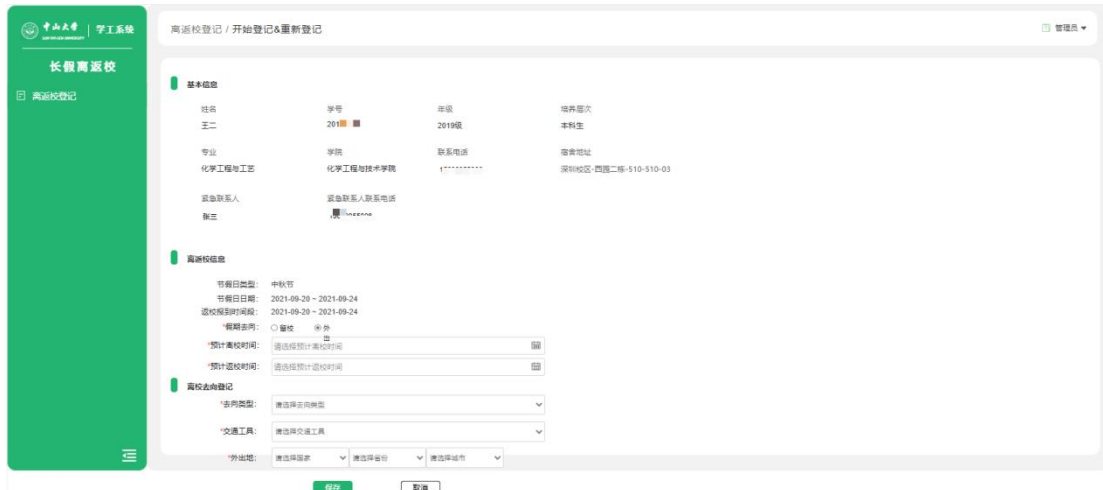 中山大学 | 学工系统
离返校登记 / 开始登记&重新登记
管理员
长假离返校
离返校登记
基本信息
姓名 学号 年级 培养层次
王二 201 2019级 本科生
专业 学院 联系电话 宿舍地址
化学工程与工艺 化学工程与技术学院 1 深圳校区-西园二栋-510-510-03
紧急联系人 紧急联系人联系电话
张三
离返校信息
节假日类型: 中秋节
节假日日期: 2021-09-20 ~ 2021-09-24
返校报到时间段: 2021-09-20 ~ 2021-09-24
*假期去向: 留校 外出
*预计离校时间: 请选择预计离校时间
*预计返校时间: 请选择预计返校时间
离校去向登记
*去向类型: 请选择去向类型
*交通工具: 请选择交通工具
*外出地: 请选择国家 请选择省份 请选择城市
保存 取消